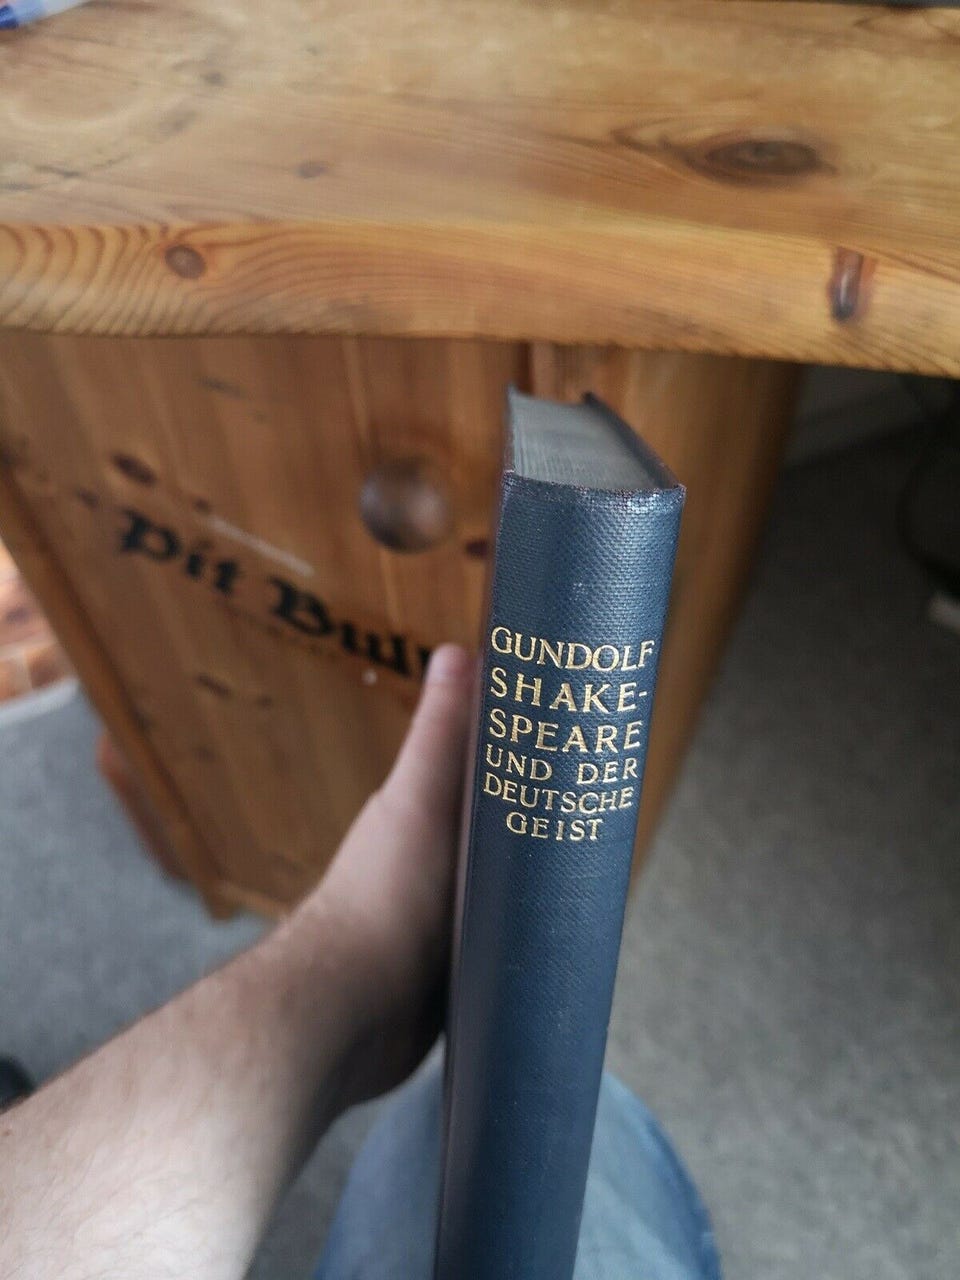 Pit Bull
GUNDOLF
SHAKE-
SPEARE
UND DER
DEUTSCHE
GEIST